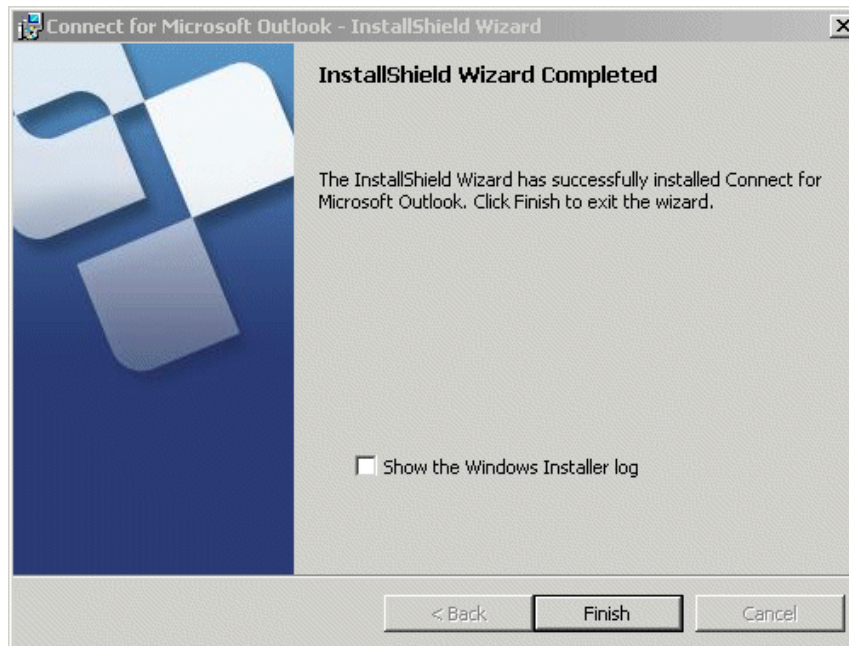 Connect for Microsoft Outlook - InstallShield Wizard
InstallShield Wizard Completed
The InstallShield Wizard has successfully installed Connect for
Microsoft Outlook. Click Finish to exit the wizard.
Show the Windows Installer log
< Back
Finish
Cancel